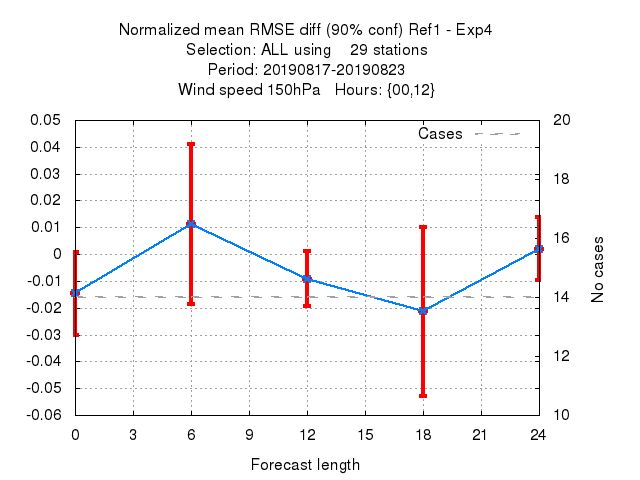 Normalized mean RMSE diff (90% conf) Ref1 - Exp4
Selection: ALL using    29 stations
Period: 20190817-20190823
Wind speed 150hPa   Hours: {00,12}
Cases
0.05
0.04
0.03
0.02
0.01
0
-0.01
-0.02
-0.03
-0.04
-0.05
-0.06
20
18
16
14
12
10
No cases
0 3 6 9 12 15 18 21 24
Forecast length